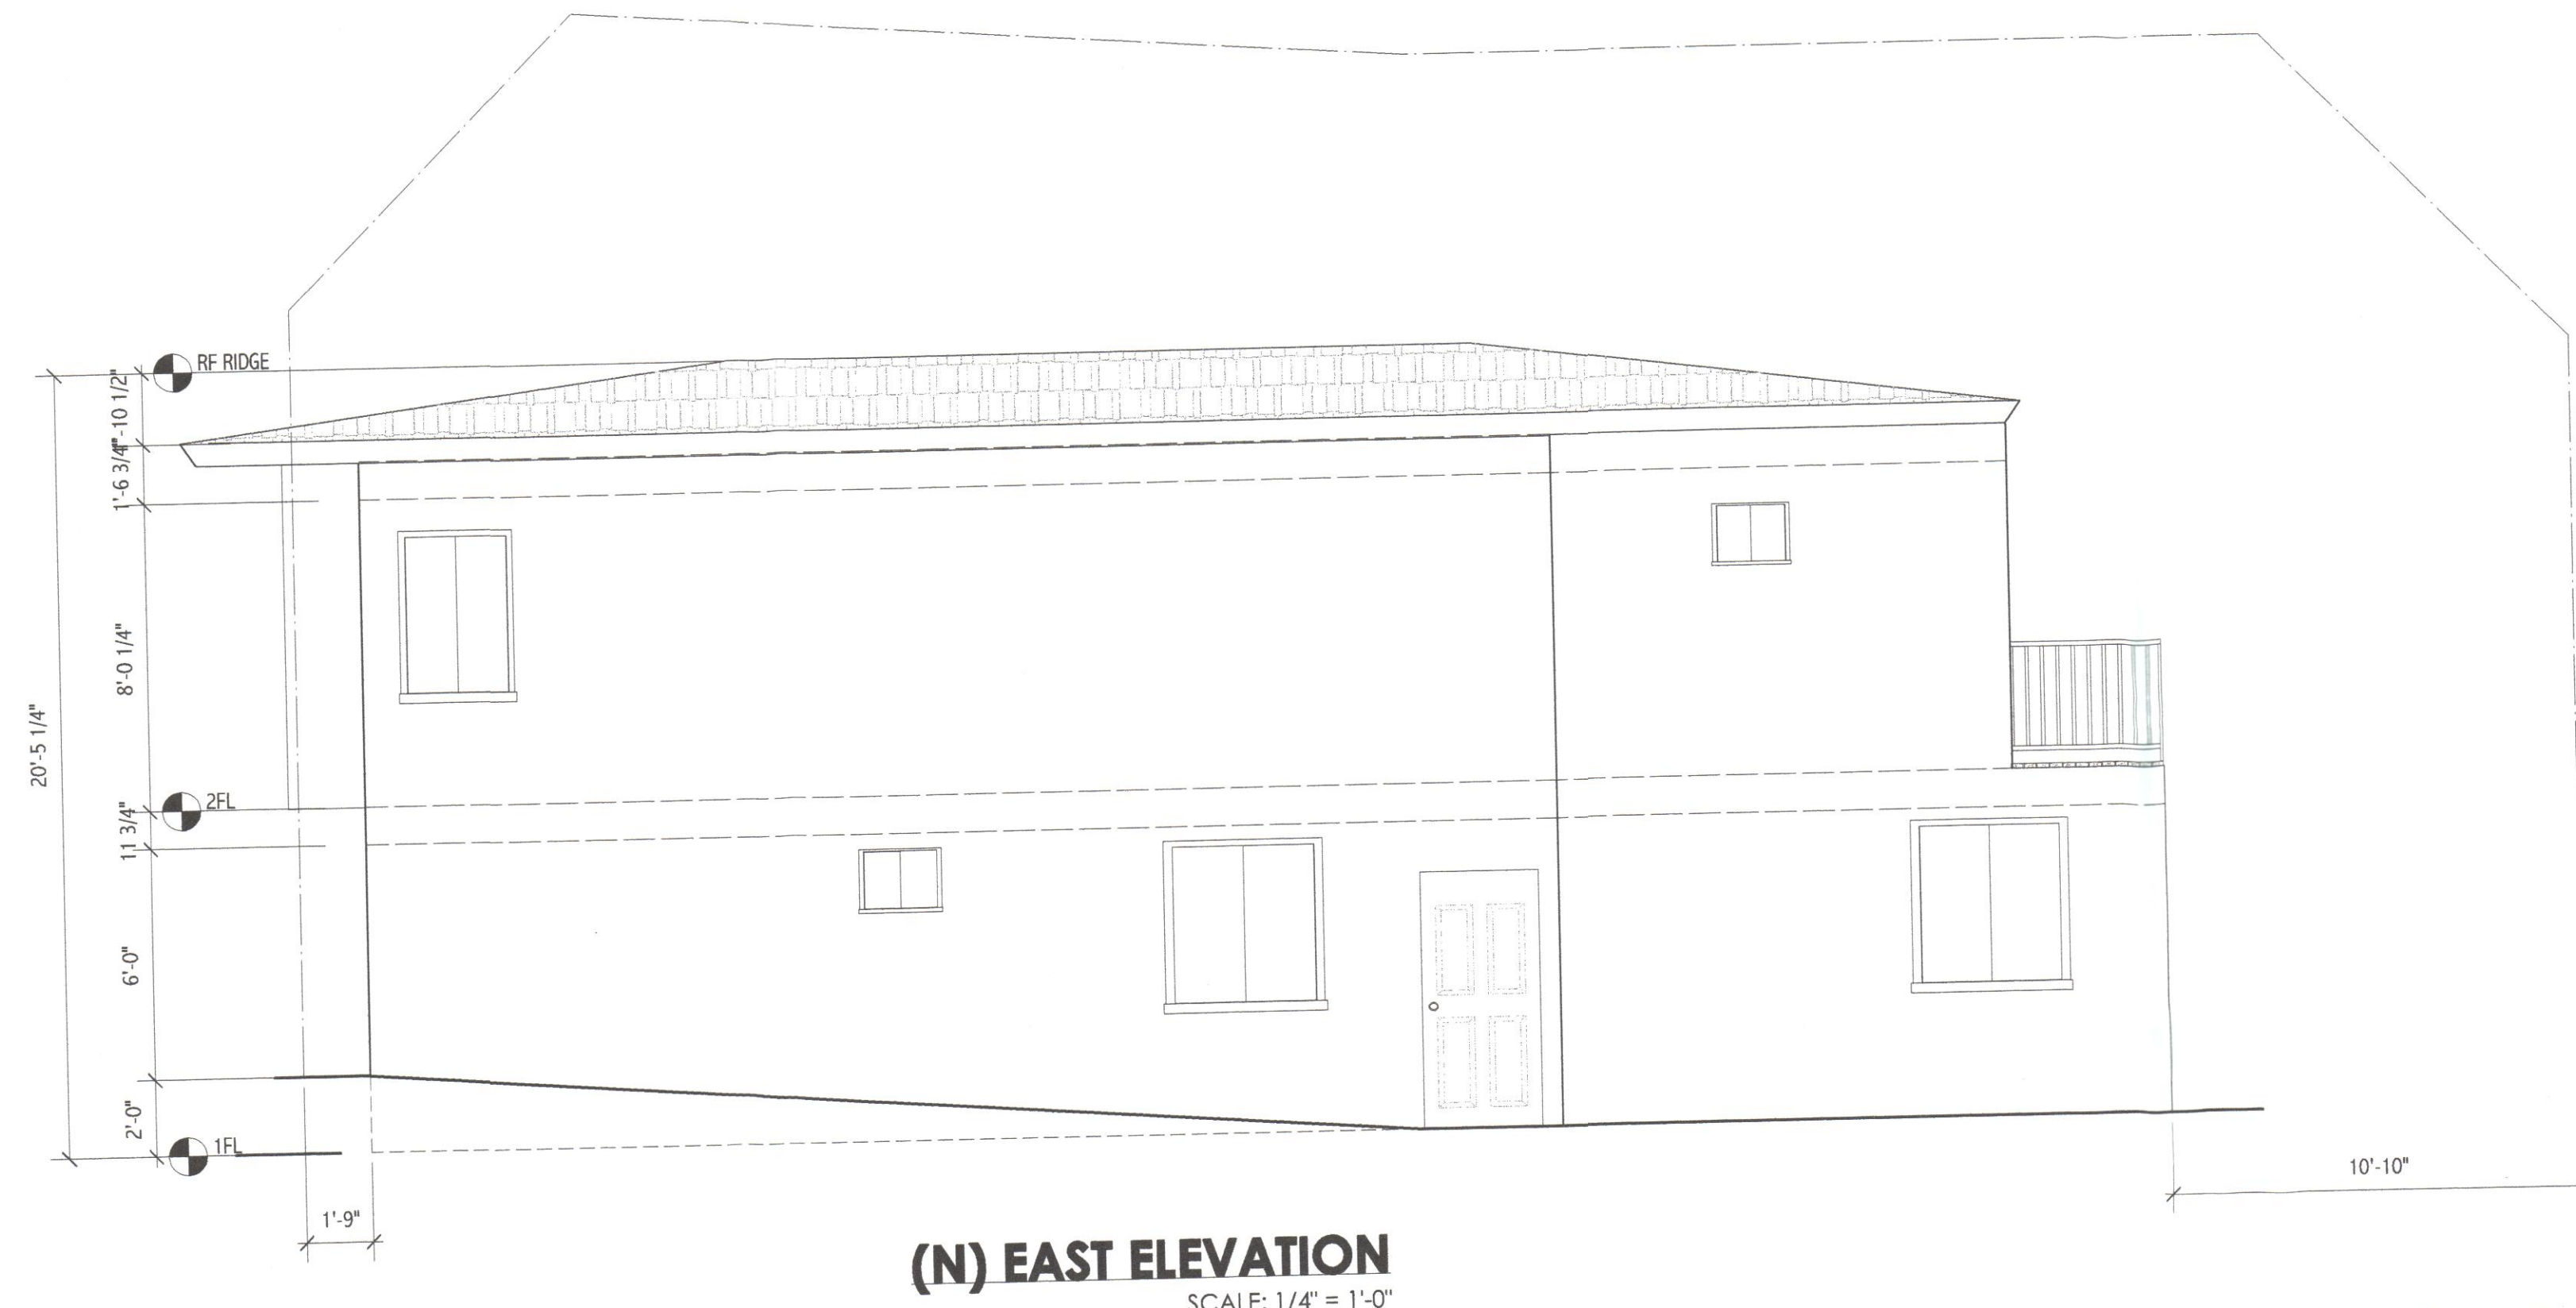 RF RIDGE
1'-10 1/2"
1'-6 3/4"
8'-0 1/4"
20'-5 1/4"
2FL
11 3/4"
6'-0"
2'-0"
1FL
1'-9"
10'-10"
(N) EAST ELEVATION
SCALE: 1/4" = 1'-0"